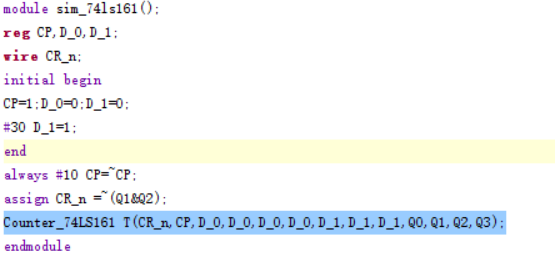 module sim_74ls161();
reg CP,D_0,D_1;
wire CR_n;
initial begin
CP=1;D_0=0;D_1=0;
#30 D_1=1;
end
always #10 CP=~CP;
assign CR_n =~(Q1&Q2);
Counter_74LS161 T(CR_n,CP,D_0,D_0,D_0,D_0,D_1,D_1,D_1,Q0,Q1,Q2,Q3);
endmodule